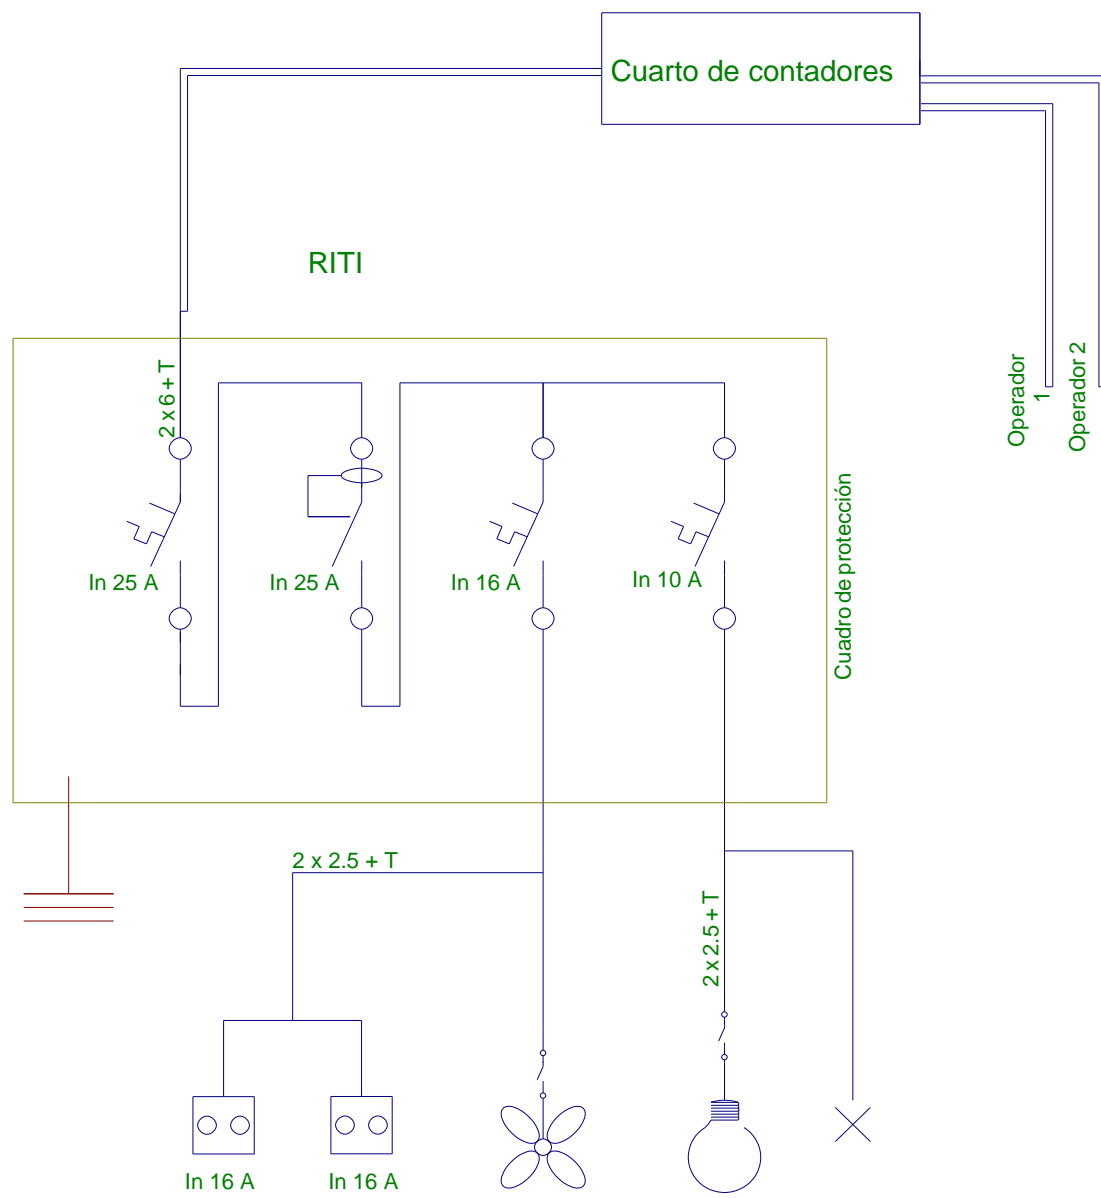 Cuarto de contadores
RITI
2 x 6 + T
Operador
1
Operador 2
In 25 A
In 25 A
In 16 A
In 10 A
Cuadro de protección
2 x 2.5 + T
2 x 2.5 + T
In 16 A
In 16 A